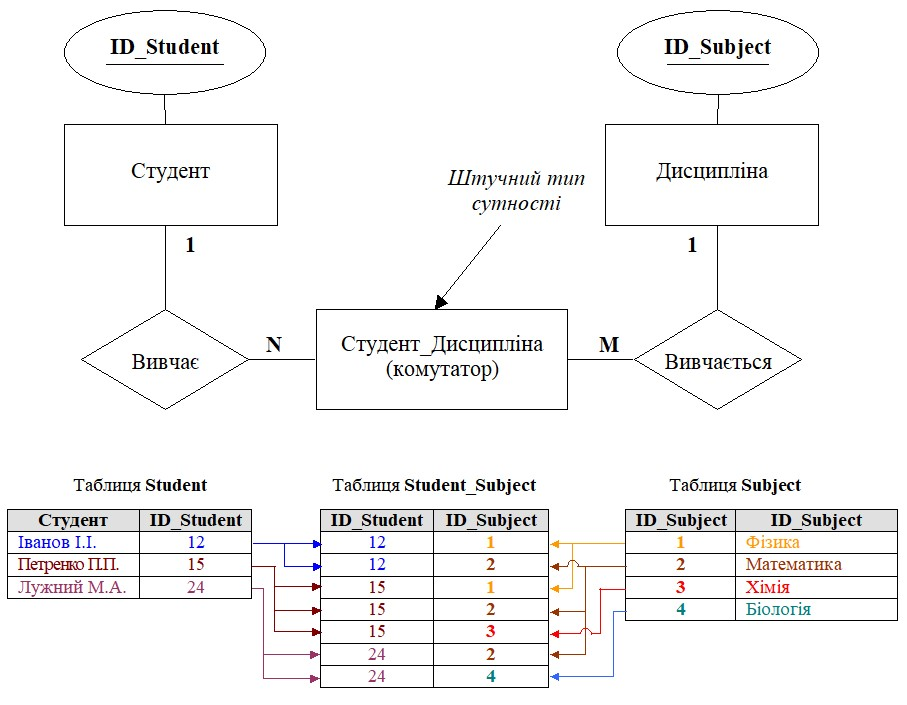 ID_Student
ID_Subject
Студент
Дисципліна
Штучний тип
сутності
1
1
Вивчає
N
Студент_Дисципліна
(комутатор)
M
Вивчається
Таблиця Student
Таблиця Student_Subject
Таблиця Subject
Студент ID_Student
Іванов І.І. 12
Петренко П.П. 15
Лужний М.А. 24
ID_Student ID_Subject
12 1
12 2
15 1
15 2
15 3
24 2
24 4
ID_Subject ID_Subject
1 Фізика
2 Математика
3 Хімія
4 Біологія